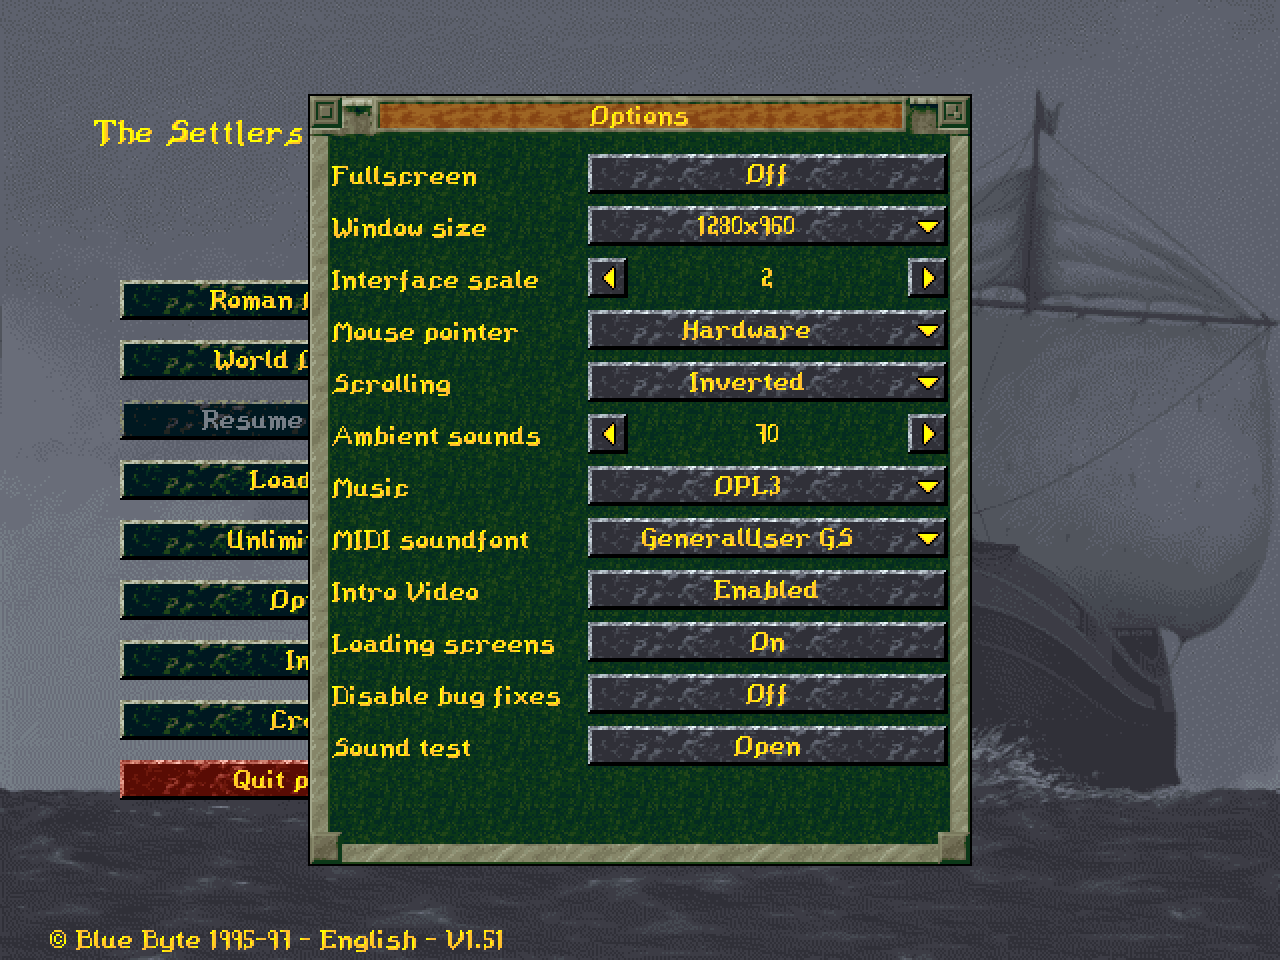 Options
The Settlers
Fullscreen Off
Window size 1280x960
Interface scale 2
Roman
Mouse pointer Hardware
World
Scrolling Inverted
Resume
Ambient sounds 70
Load
Music OPL3
Unlimi
MIDI soundfont GeneralUser GS
Intro Video Enabled
Op
Loading screens On
In
Disable bug fixes Off
Cre
Sound test Open
Quit p
© Blue Byte 1995-97 - English - V1.51